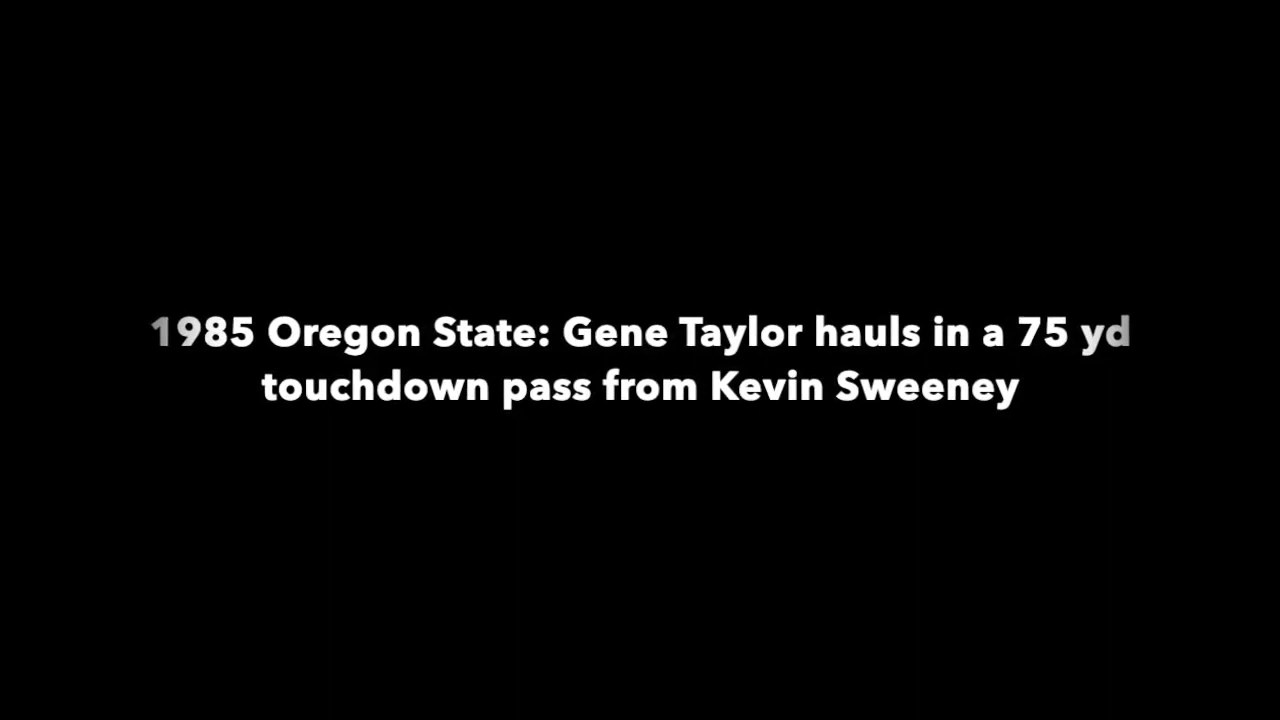 1985 Oregon State: Gene Taylor hauls in a 75 yd
touchdown pass from Kevin Sweeney